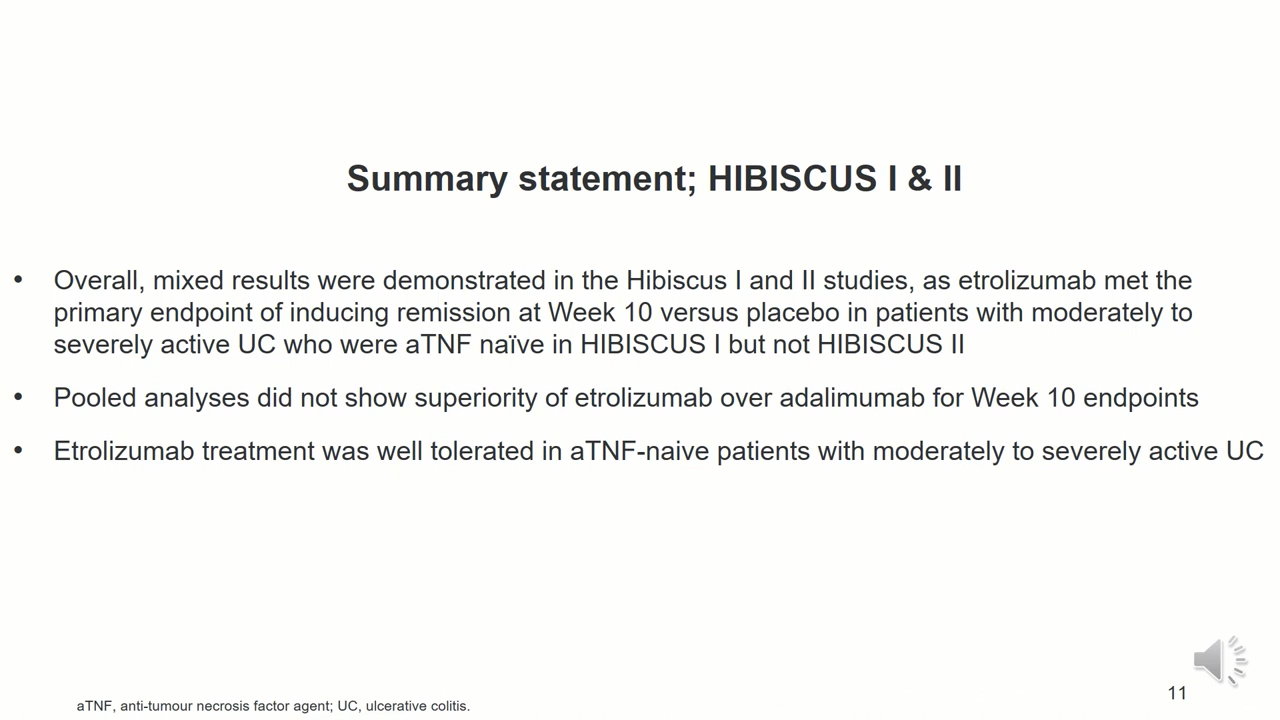 Summary statement; HIBISCUS I & II
• Overall, mixed results were demonstrated in the Hibiscus I and II studies, as etrolizumab met the
primary endpoint of inducing remission at Week 10 versus placebo in patients with moderately to
severely active UC who were aTNF naïve in HIBISCUS I but not HIBISCUS II
• Pooled analyses did not show superiority of etrolizumab over adalimumab for Week 10 endpoints
• Etrolizumab treatment was well tolerated in aTNF-naive patients with moderately to severely active UC
11
aTNF, anti-tumour necrosis factor agent; UC, ulcerative colitis.